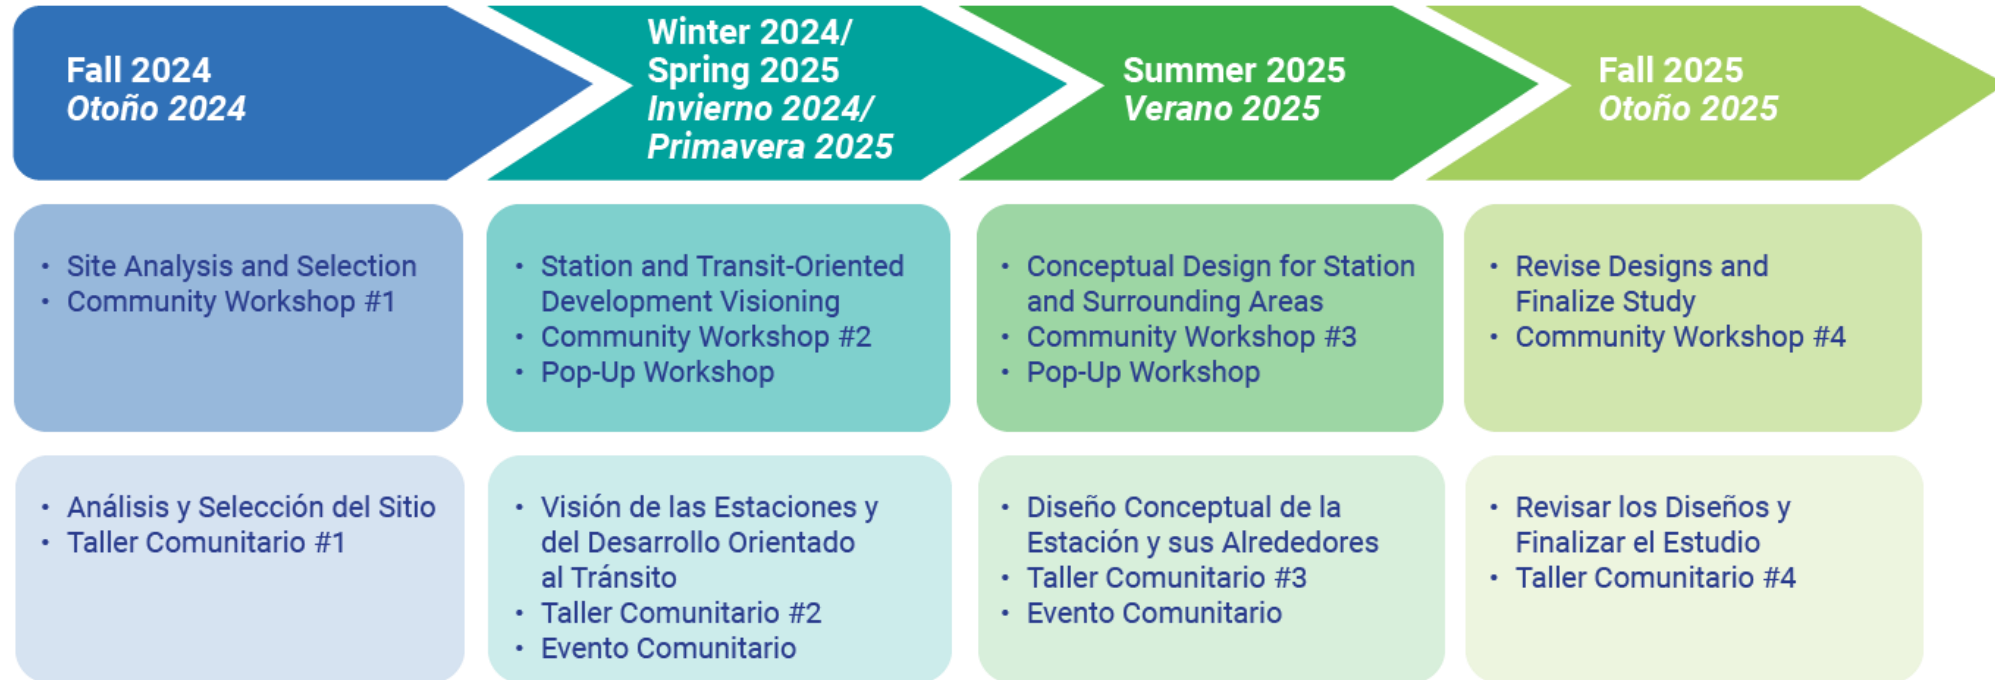 Fall 2024
Otoño 2024
Winter 2024/
Spring 2025
Invierno 2024/
Primavera 2025
Summer 2025
Verano 2025
Fall 2025
Otoño 2025
• Site Analysis and Selection
• Community Workshop #1
• Station and Transit-Oriented
Development Visioning
• Community Workshop #2
• Pop-Up Workshop
• Conceptual Design for Station
and Surrounding Areas
• Community Workshop #3
• Pop-Up Workshop
• Revise Designs and
Finalize Study
• Community Workshop #4
• Análisis y Selección del Sitio
• Taller Comunitario #1
• Visión de las Estaciones y
del Desarrollo Orientado
al Tránsito
• Taller Comunitario #2
• Evento Comunitario
• Diseño Conceptual de la
Estación y sus Alrededores
• Taller Comunitario #3
• Evento Comunitario
• Revisar los Diseños y
Finalizar el Estudio
• Taller Comunitario #4